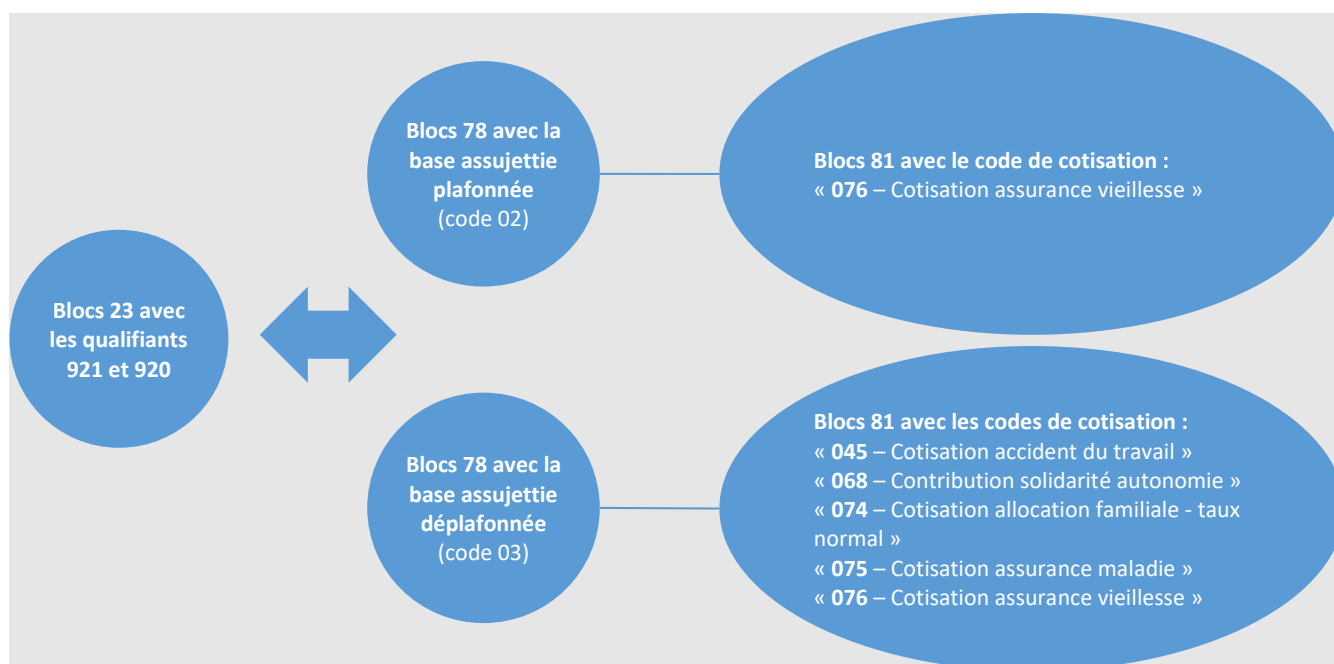 Blocs 23 avec
les qualifiants
921 et 920
Blocs 78 avec la
base assujettie
plafonnée
(code 02)
Blocs 81 avec le code de cotisation :
« 076 – Cotisation assurance vieillesse »
Blocs 78 avec la
base assujettie
déplafonnée
(code 03)
Blocs 81 avec les codes de cotisation :
« 045 – Cotisation accident du travail »
« 068 – Contribution solidarité autonomie »
« 074 – Cotisation allocation familiale - taux
normal »
« 075 – Cotisation assurance maladie »
« 076 – Cotisation assurance vieillesse »